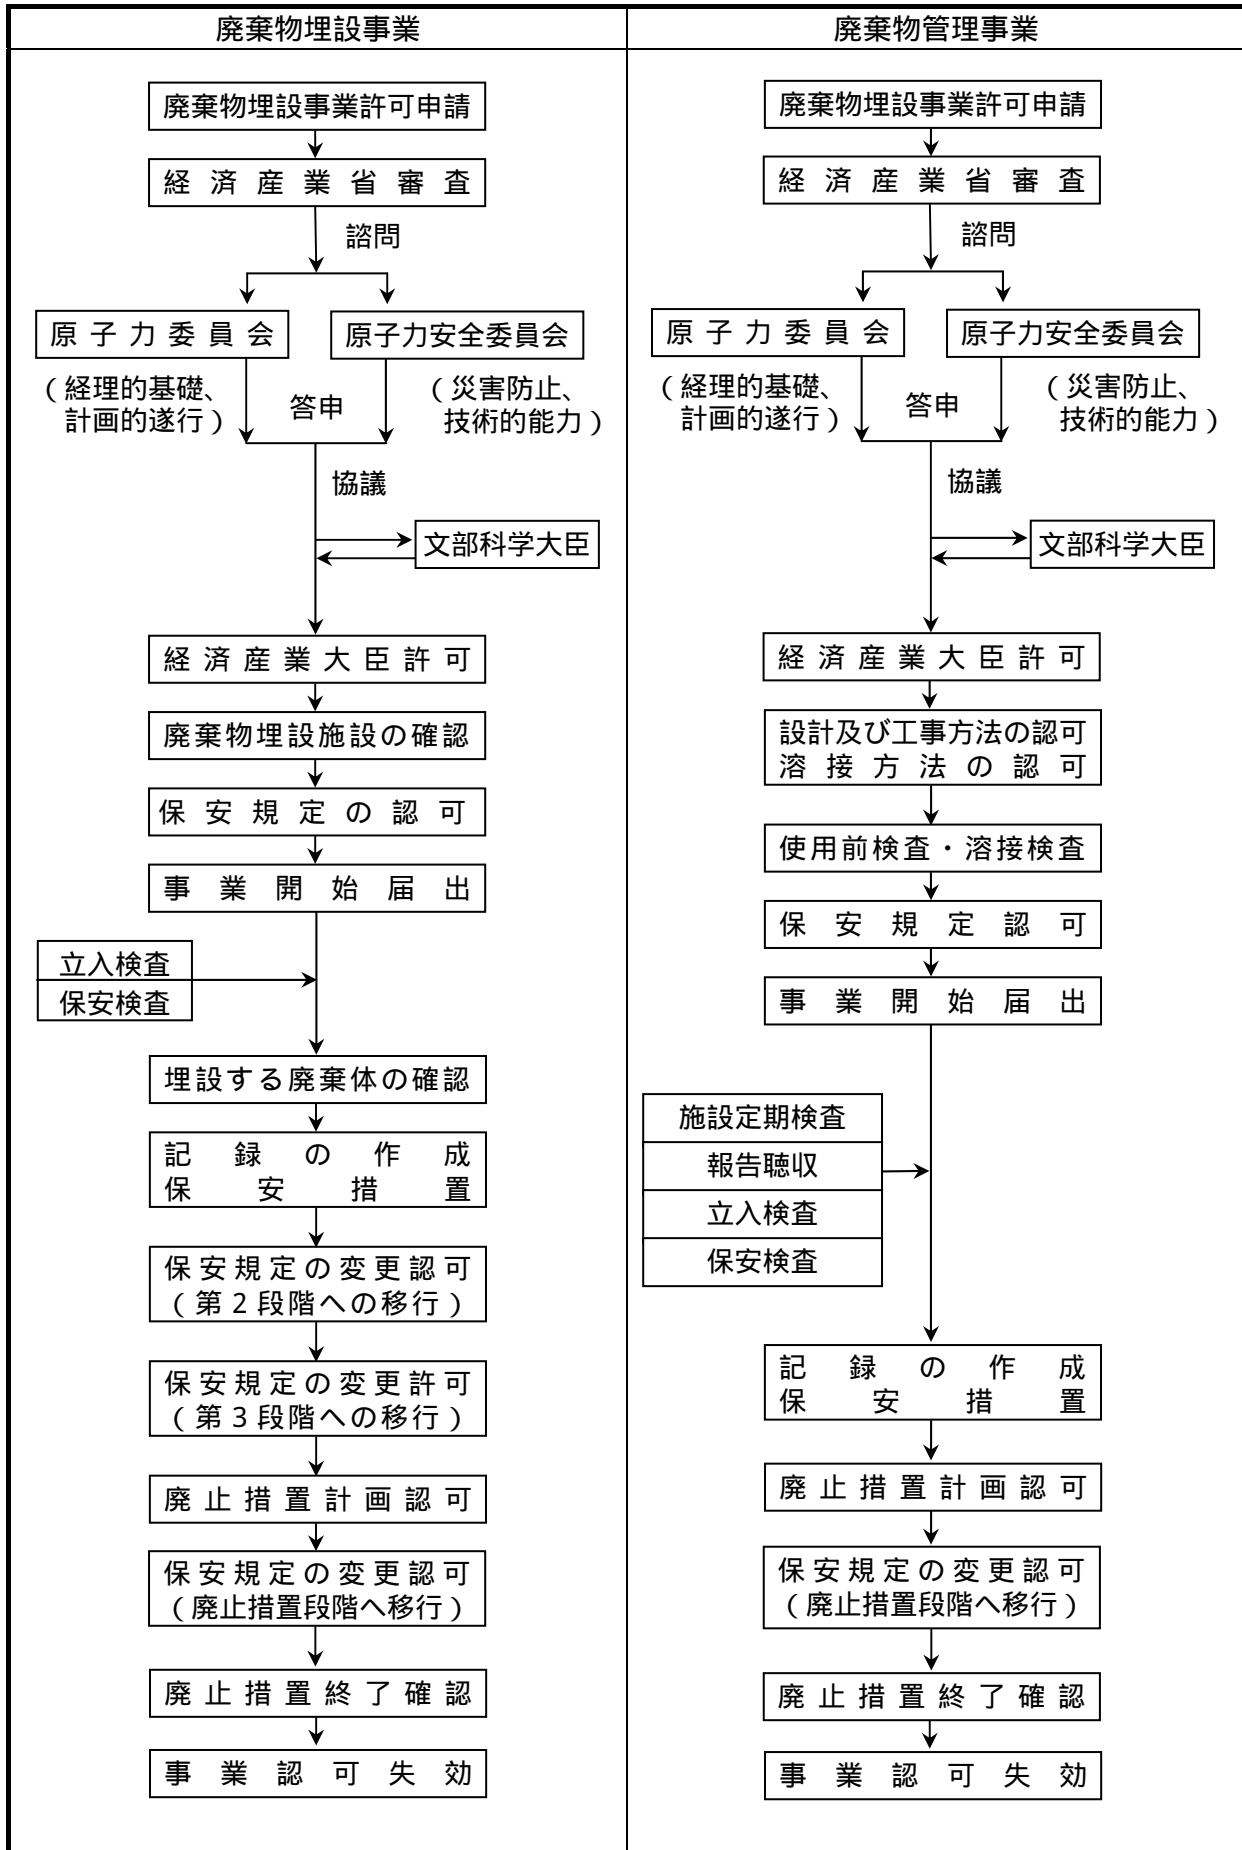 廃棄物埋設事業
廃棄物埋設事業許可申請
経済産業省審査
諮問
原子力委員会
原子力安全委員会
(経理的基礎、
計画的遂行)
答申
(災害防止、
技術的能力)
協議
文部科学大臣
経済産業大臣許可
廃棄物埋設施設の確認
保安規定の認可
事業開始届出
立入検査
保安検査
埋設する廃棄体の確認
記録の作成
保安措置
保安規定の変更認可
(第2段階への移行)
保安規定の変更許可
(第3段階への移行)
廃止措置計画認可
保安規定の変更認可
(廃止措置段階へ移行)
廃止措置終了確認
事業認可失効
廃棄物管理事業
廃棄物埋設事業許可申請
経済産業省審査
諮問
原子力委員会
原子力安全委員会
(経理的基礎、
計画的遂行)
答申
(災害防止、
技術的能力)
協議
文部科学大臣
経済産業大臣許可
設計及び工事方法の認可
溶接方法の認可
使用前検査・溶接検査
保安規定認可
事業開始届出
施設定期検査
報告聴収
立入検査
保安検査
記録の作成
保安措置
廃止措置計画認可
保安規定の変更認可
(廃止措置段階へ移行)
廃止措置終了確認
事業認可失効